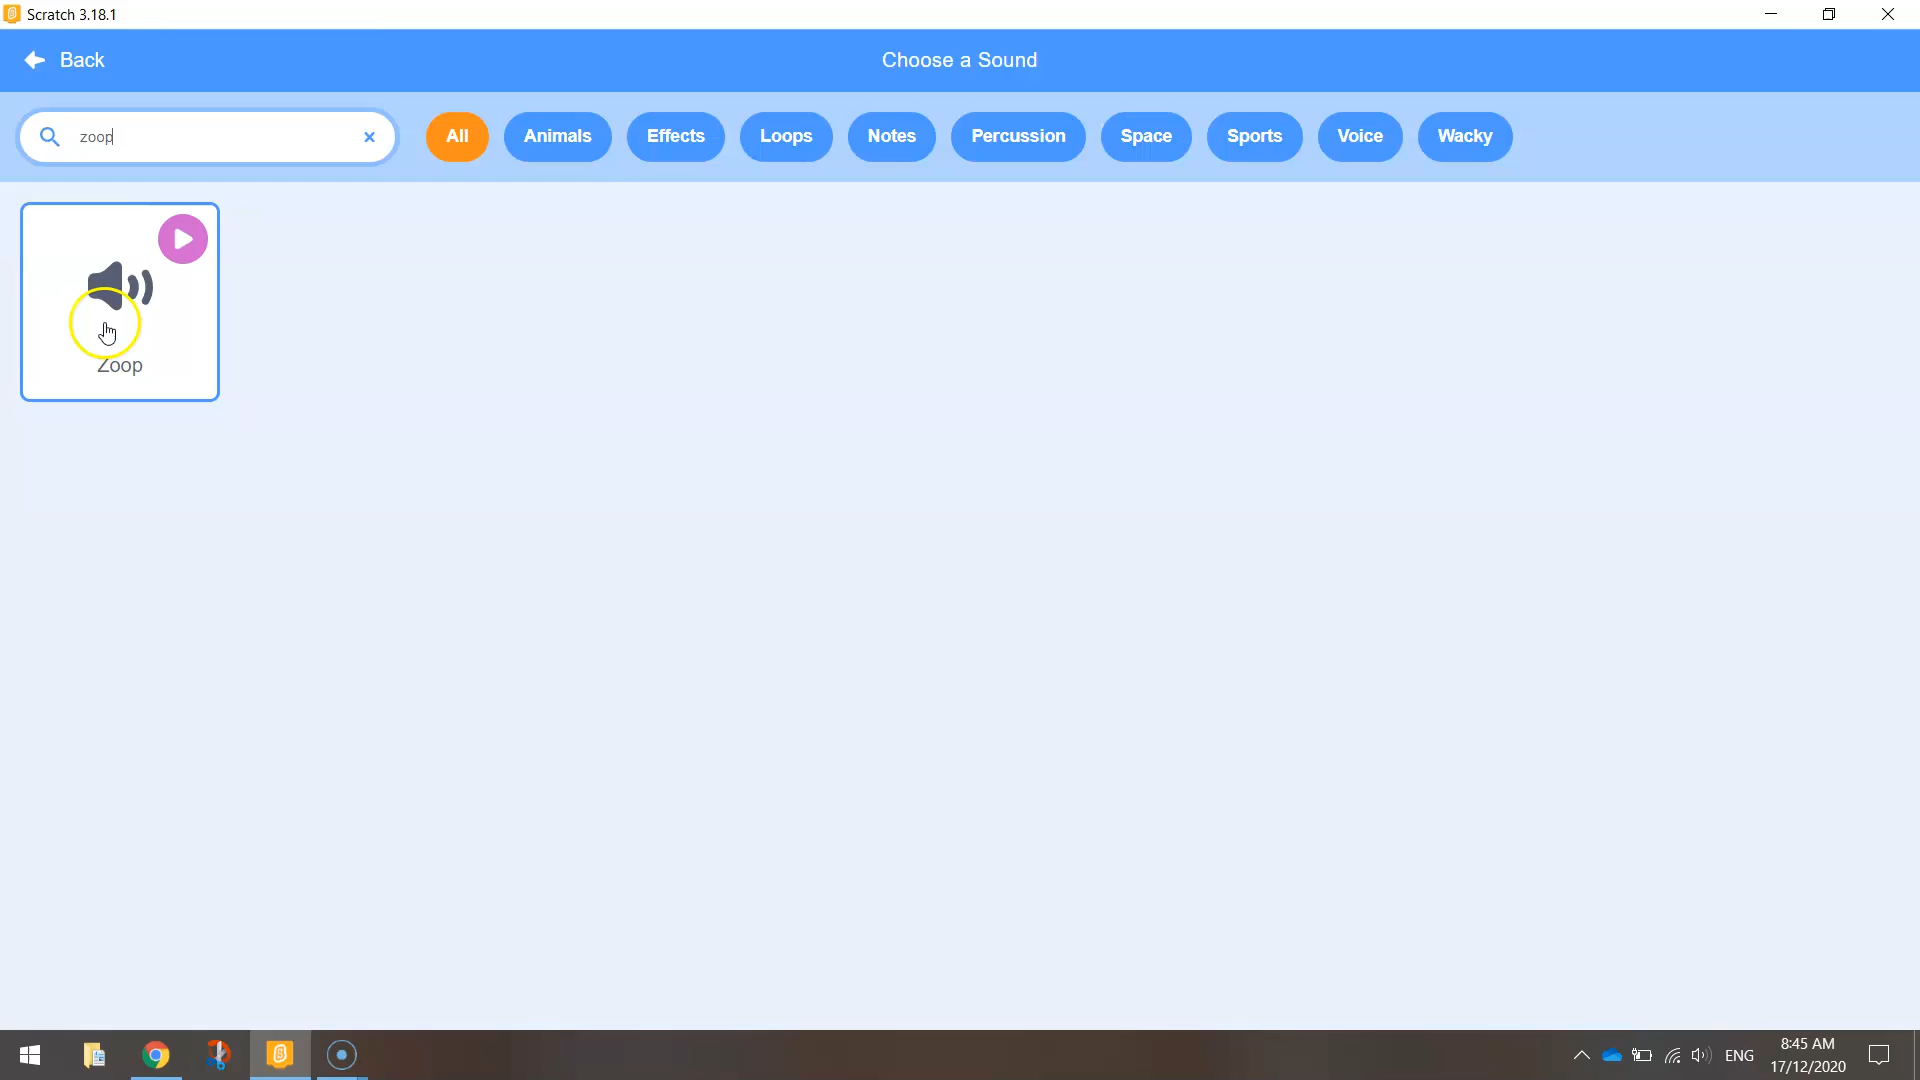 Scratch 3.18.1
Back
Choose a Sound
zoop
All
Animals
Effects
Loops
Notes
Percussion
Space
Sports
Voice
Wacky
Zoop
ENG
8:45 AM
17/12/2020